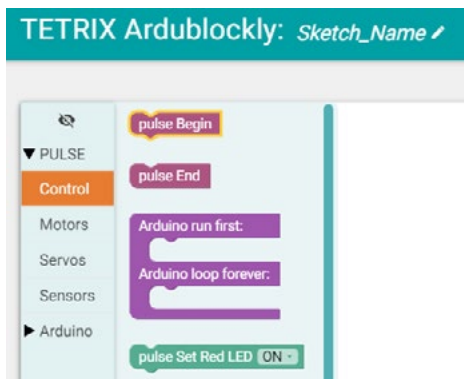 TETRIX Ardublockly: Sketch_Name
PULSE
Control
Motors
Servos
Sensors
Arduino
pulse Begin
pulse End
Arduino run first:
Arduino loop forever:
pulse Set Red LED ON